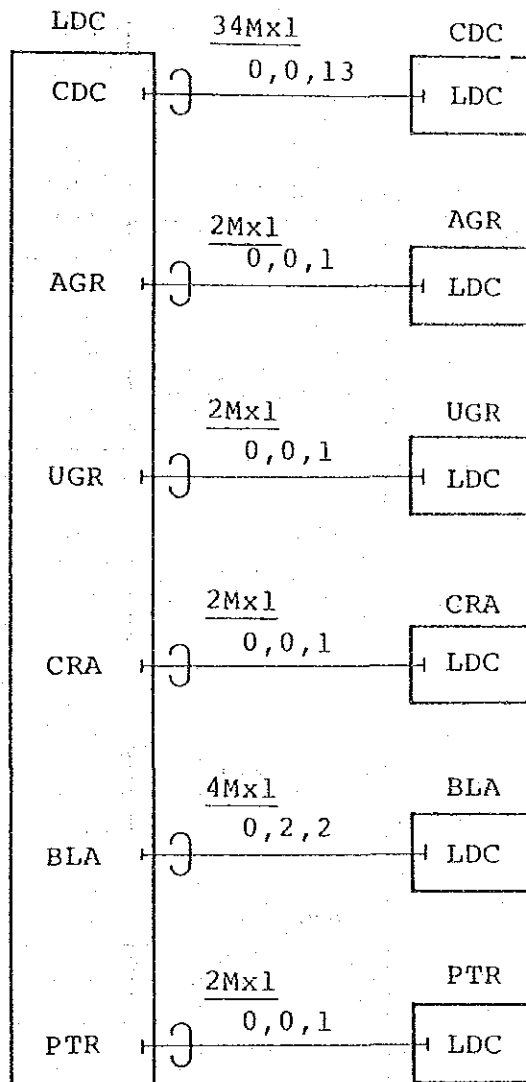 LDC
34Mx1
CDC
CDC
0,0,13
LDC
2Mx1
AGR
AGR
0,0,1
LDC
2Mx1
UGR
UGR
0,0,1
LDC
2Mx1
CRA
CRA
0,0,1
LDC
4Mx1
BLA
BLA
0,2,2
LDC
2Mx1
PTR
PTR
0,0,1
LDC